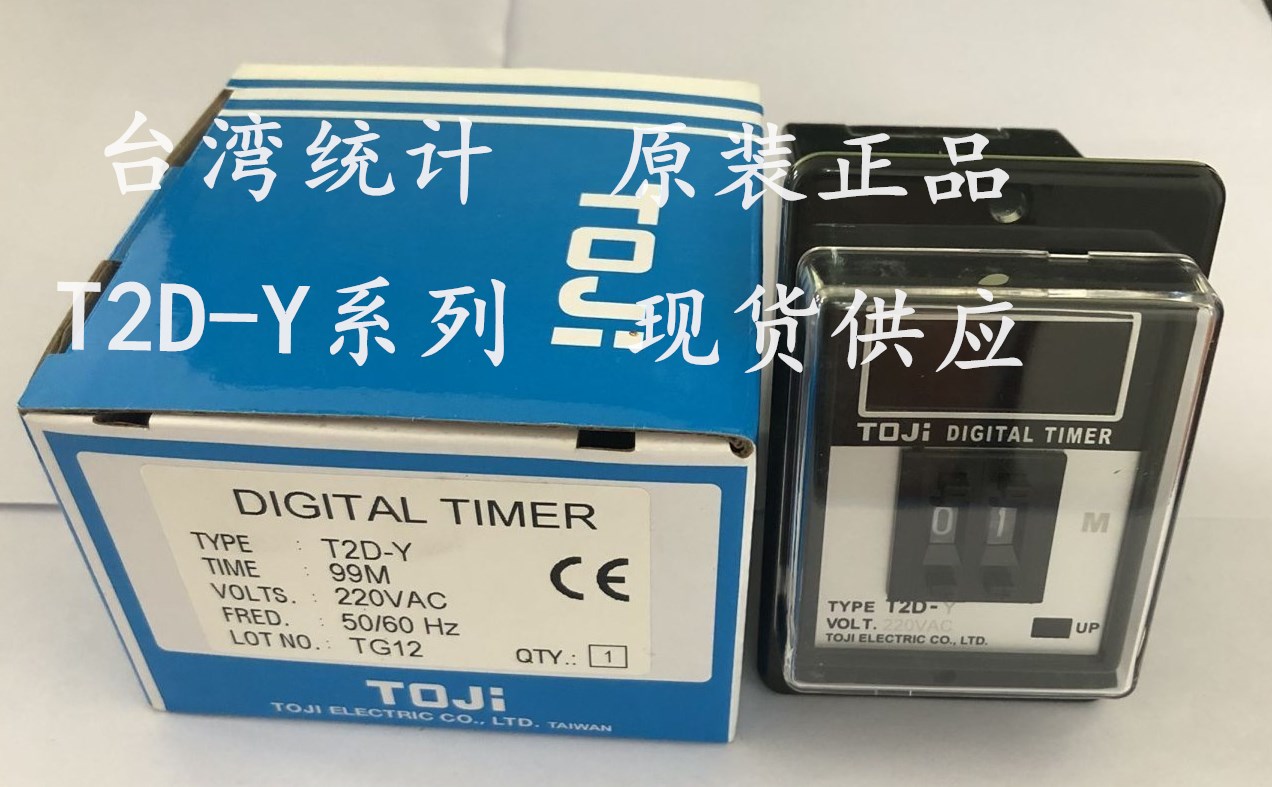 台湾统计 原装正品
T2D-Y系列 现货供应
TOJi
DIGITAL TIMER
TYPE : T2D-Y
TIME : 99M
VOLTS. : 220VAC
FRED. : 50/60 Hz
LOT NO. : TG12
QTY.: 1
CE
TOJi
TOJI ELECTRIC CO., LTD. TAIWAN
TOJi DIGITAL TIMER
0 1 M
TYPE T2D-Y
VOLT. 220VAC
UP
TOJI ELECTRIC CO., LTD.